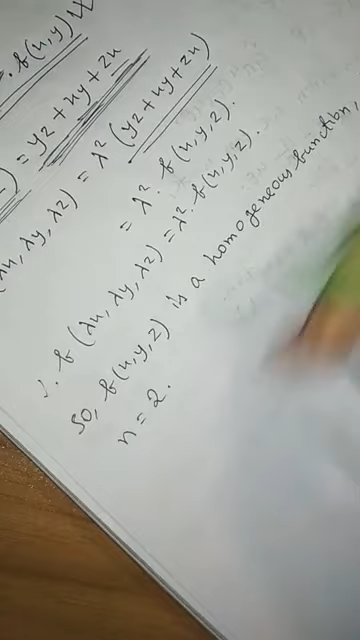 . f(x,y)
) = yz + xy + zx
(λx, λy, λz) = λ². (yz + xy + zx)
= λ². f(x,y,z).
∴ f(λx, λy, λz) = λ². f(x,y,z).
So, f(x,y,z) is a homogeneous function,
n = 2.